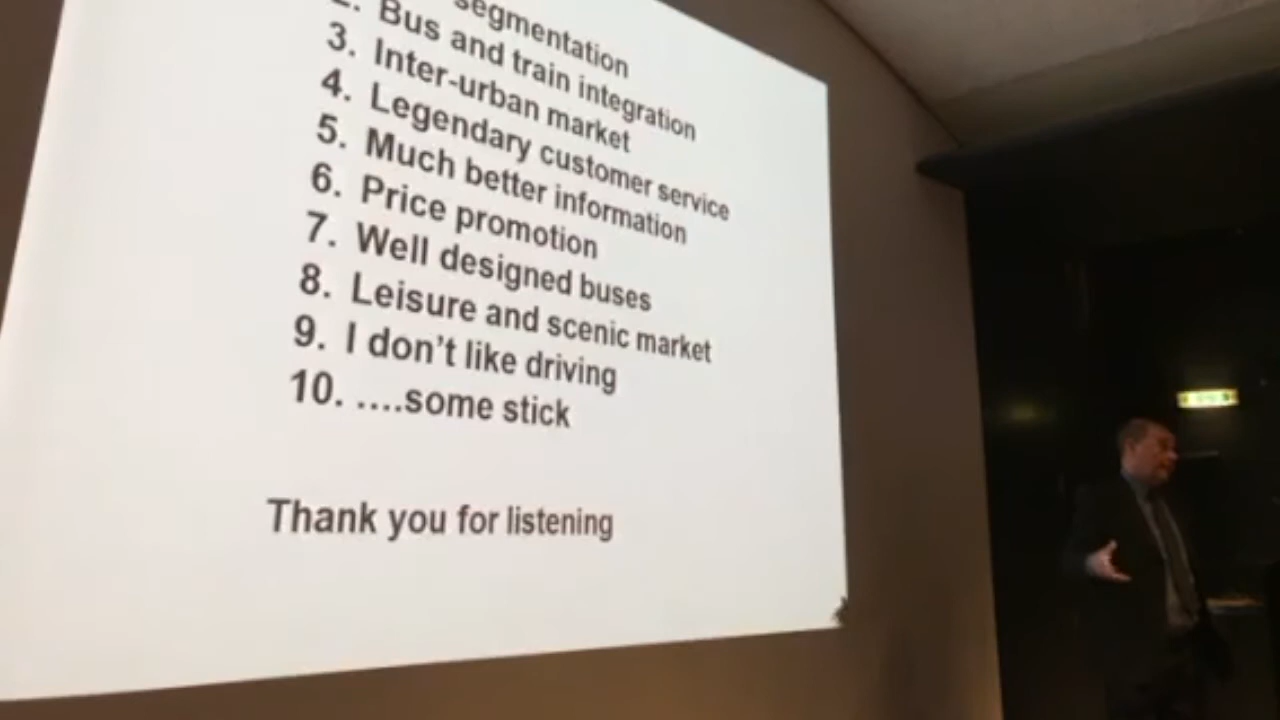 segmentation
2. Bus and train integration
3. Inter-urban market
4. Legendary customer service
5. Much better information
6. Price promotion
7. Well designed buses
8. Leisure and scenic market
9. I don’t like driving
10. ....some stick
Thank you for listening